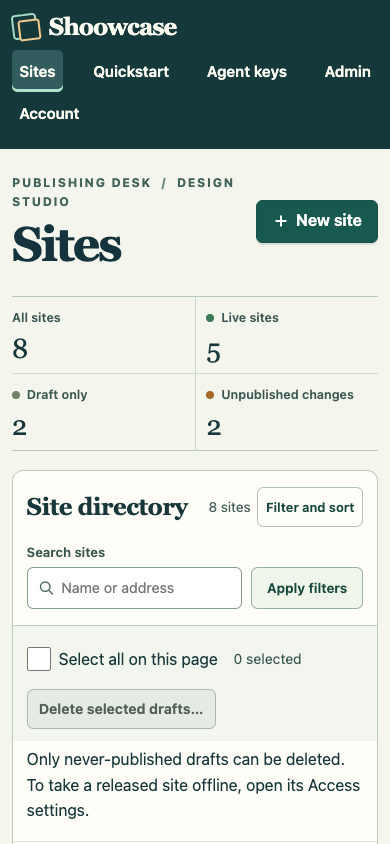 Shoowcase
Sites Quickstart Agent keys Admin
Account
PUBLISHING DESK / DESIGN
STUDIO
Sites
+ New site
All sites
8
Live sites
5
Draft only
2
Unpublished changes
2
Site directory
8 sites
Filter and sort
Search sites
Name or address
Apply filters
Select all on this page
0 selected
Delete selected drafts...
Only never-published drafts can be deleted.
To take a released site offline, open its Access
settings.